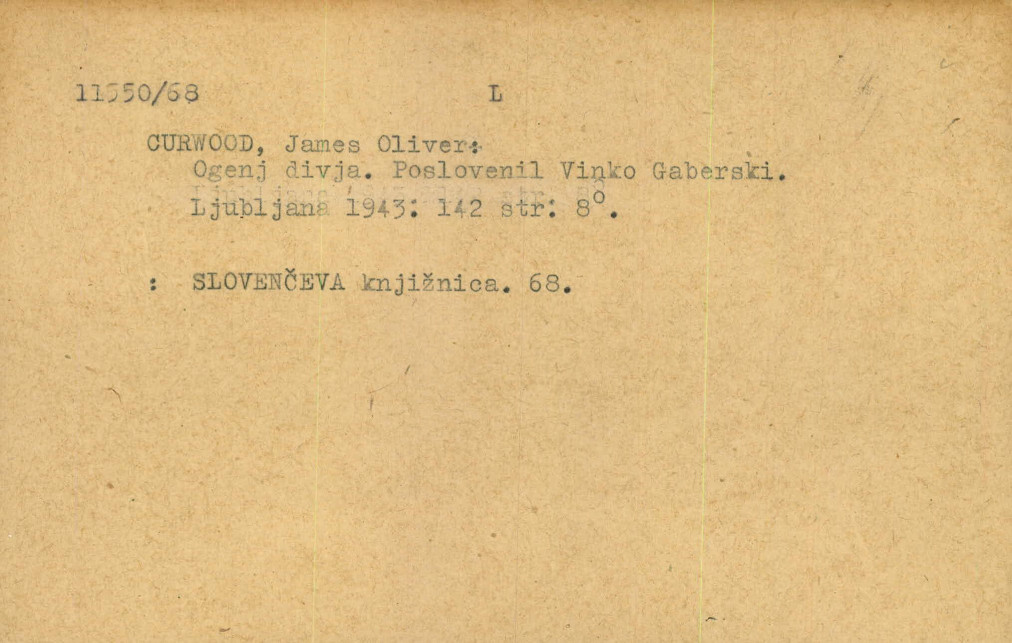 11550/68 L
CURWOOD, James Oliver:
Ogenj divja. Poslovenil Vinko Gaberski.
Ljubljana 1943: 142 str: 8°.
: SLOVENČEVA knjižnica. 68.